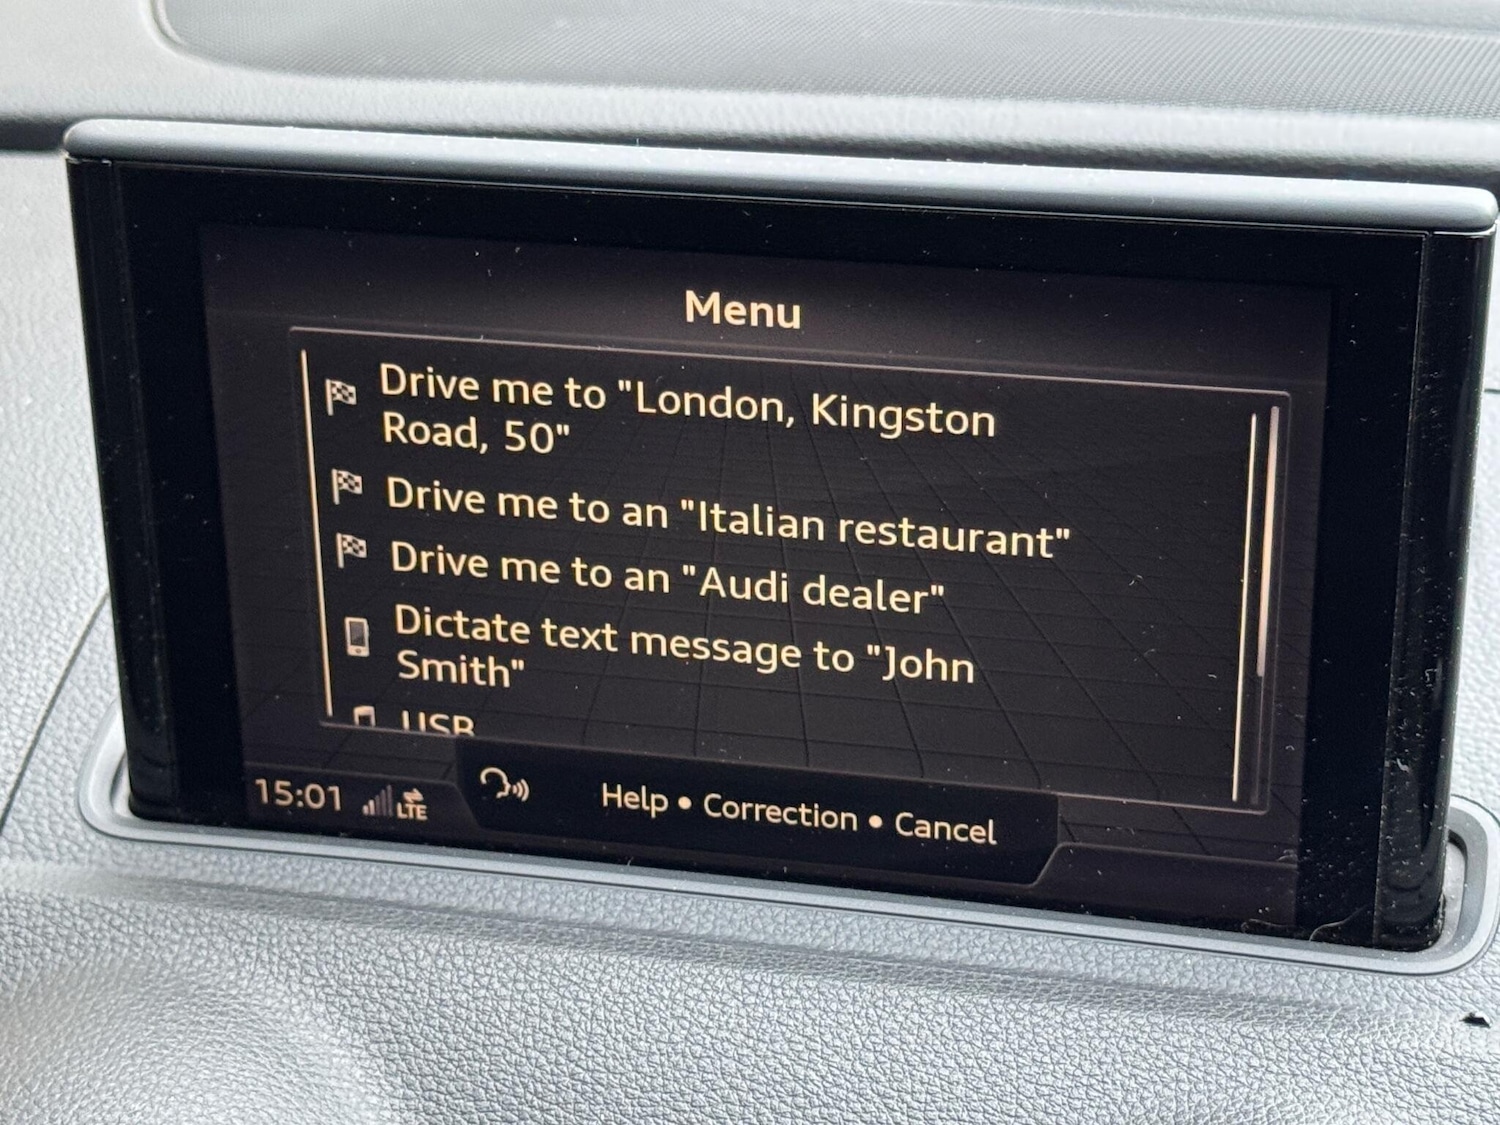 Menu
Drive me to "London, Kingston
Road, 50"
Drive me to an "Italian restaurant"
Drive me to an "Audi dealer"
Dictate text message to "John
Smith"
USB
15:01 LTE Help • Correction • Cancel